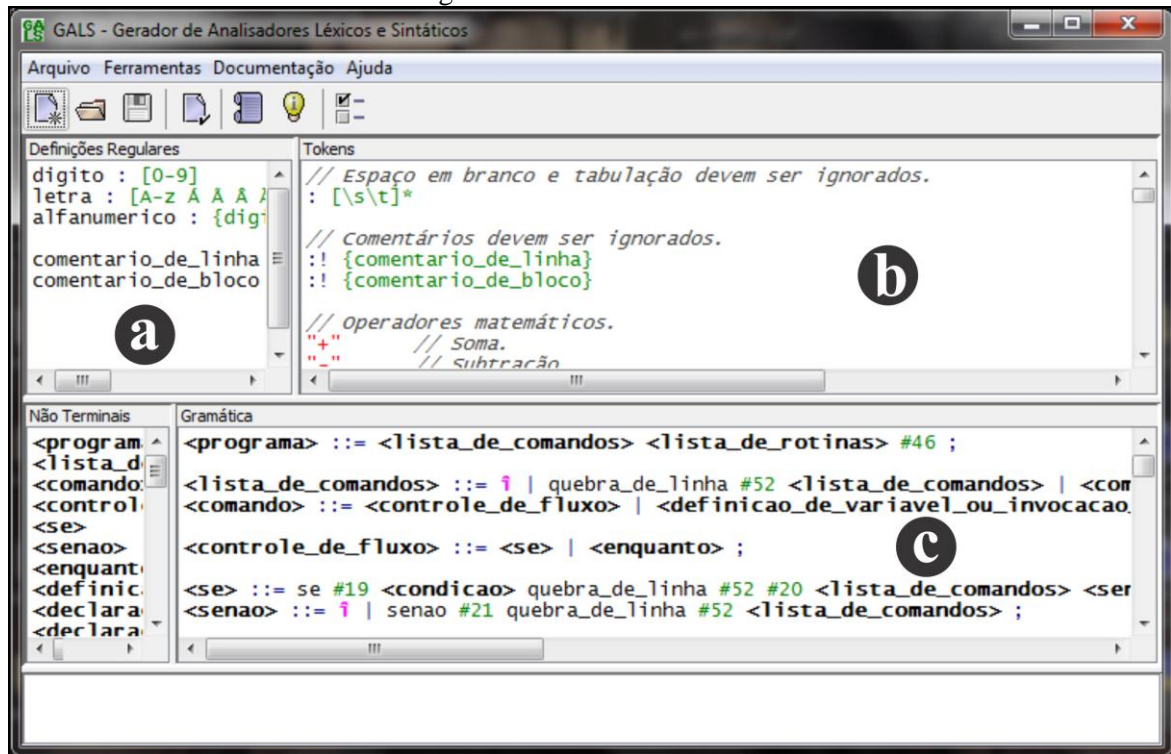 GALS - Gerador de Analisadores Léxicos e Sintáticos
Arquivo Ferramentas Documentação Ajuda
Definições Regulares
digito : [0-9]
letra : [A-z Á À Â
alfanumerico : {digi
comentario_de_linha
comentario_de_bloco
a
Tokens
// Espaço em branco e tabulação devem ser ignorados.
: [\s\t]*
// Comentários devem ser ignorados.
:! {comentario_de_linha}
:! {comentario_de_bloco}
// Operadores matemáticos.
"+" // Soma.
"-" // Subtração
b
Não Terminais
<program
<lista_d
<comando
<control
<se>
<senao>
<enquant
<definic
<declara
<declara
Gramática
<programa> ::= <lista_de_comandos> <lista_de_rotinas> #46 ;
<lista_de_comandos> ::= î | quebra_de_linha #52 <lista_de_comandos> | <com
<comando> ::= <controle_de_fluxo> | <definicao_de_variavel_ou_invocacao_
<controle_de_fluxo> ::= <se> | <enquanto> ;
<se> ::= se #19 <condicao> quebra_de_linha #52 #20 <lista_de_comandos> <ser
<senao> ::= î | senao #21 quebra_de_linha #52 <lista_de_comandos> ;
c